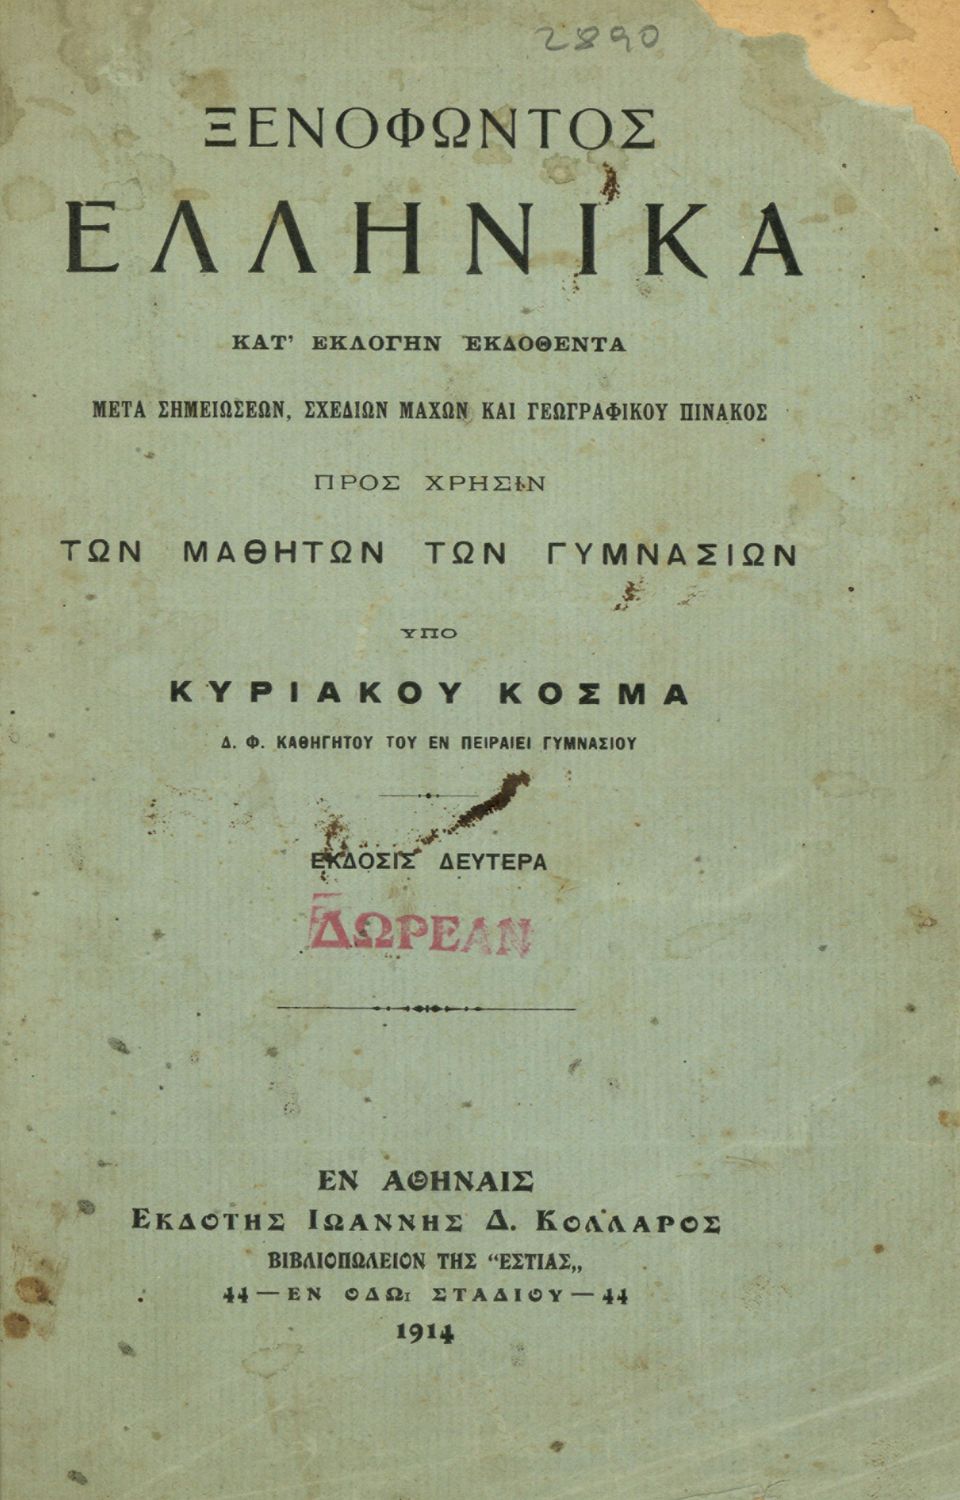 2890
ΞΕΝΟΦΩΝΤΟΣ
ΕΛΛΗΝΙΚΑ
ΚΑΤ' ΕΚΛΟΓΗΝ ΕΚΔΟΘΕΝΤΑ
ΜΕΤΑ ΣΗΜΕΙΩΣΕΩΝ, ΣΧΕΔΙΩΝ ΜΑΧΩΝ ΚΑΙ ΓΕΩΓΡΑΦΙΚΟΥ ΠΙΝΑΚΟΣ
ΠΡΟΣ ΧΡΗΣΙΝ
ΤΩΝ ΜΑΘΗΤΩΝ ΤΩΝ ΓΥΜΝΑΣΙΩΝ
ΥΠΟ
ΚΥΡΙΑΚΟΥ ΚΟΣΜΑ
Δ. Φ. ΚΑΘΗΓΗΤΟΥ ΤΟΥ ΕΝ ΠΕΙΡΑΙΕΙ ΓΥΜΝΑΣΙΟΥ
ΕΚΔΟΣΙΣ ΔΕΥΤΕΡΑ
ΔΩΡΕΑΝ
ΕΝ ΑΘΗΝΑΙΣ
ΕΚΔΟΤΗΣ ΙΩΑΝΝΗΣ Δ. ΚΟΛΛΑΡΟΣ
ΒΙΒΛΙΟΠΩΛΕΙΟΝ ΤΗΣ “ΕΣΤΙΑΣ„
44 — ΕΝ ΟΔΩι ΣΤΑΔΙΟΥ — 44
1914